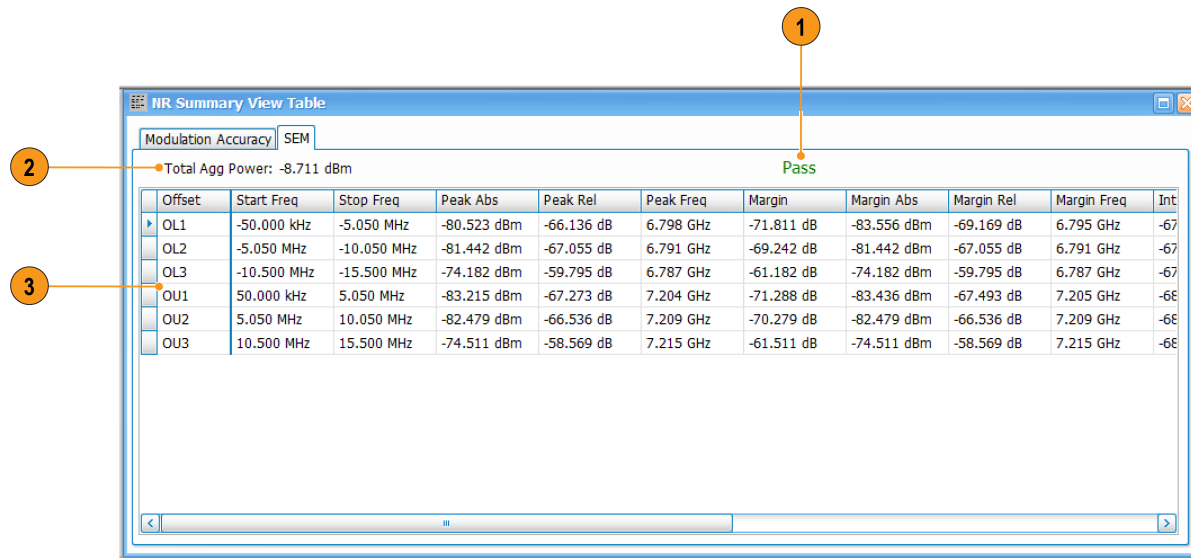 1
NR Summary View Table
Modulation Accuracy SEM
2 Total Agg Power: -8.711 dBm Pass
Offset Start Freq Stop Freq Peak Abs Peak Rel Peak Freq Margin Margin Abs Margin Rel Margin Freq Int
OL1 -50.000 kHz -5.050 MHz -80.523 dBm -66.136 dB 6.798 GHz -71.811 dB -83.556 dBm -69.169 dB 6.795 GHz -67
OL2 -5.050 MHz -10.050 MHz -81.442 dBm -67.055 dB 6.791 GHz -69.242 dB -81.442 dBm -67.055 dB 6.791 GHz -67
OL3 -10.500 MHz -15.500 MHz -74.182 dBm -59.795 dB 6.787 GHz -61.182 dB -74.182 dBm -59.795 dB 6.787 GHz -67
3 OU1 50.000 kHz 5.050 MHz -83.215 dBm -67.273 dB 7.204 GHz -71.288 dB -83.436 dBm -67.493 dB 7.205 GHz -68
OU2 5.050 MHz 10.050 MHz -82.479 dBm -66.536 dB 7.209 GHz -70.279 dB -82.479 dBm -66.536 dB 7.209 GHz -68
OU3 10.500 MHz 15.500 MHz -74.511 dBm -58.569 dB 7.215 GHz -61.511 dB -74.511 dBm -58.569 dB 7.215 GHz -68